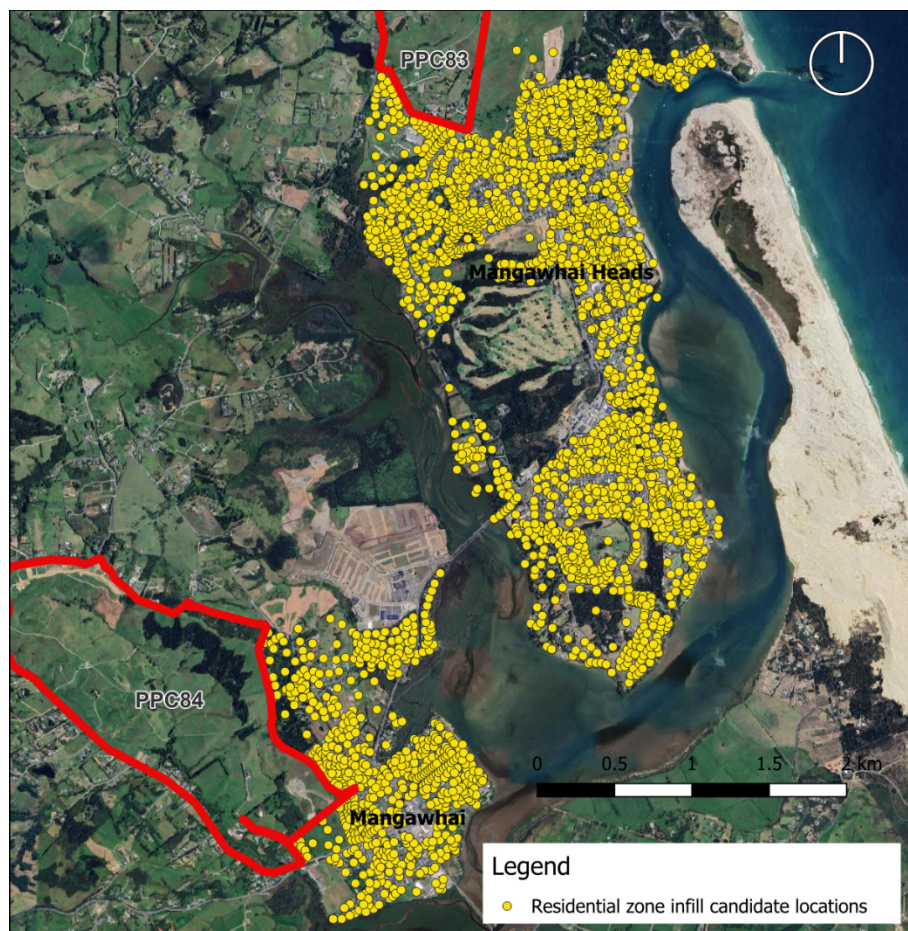 PPC83
Mangawhai Heads
PPC84
0 0.5 1 1.5 2 km
Mangawhai
Legend
Residential zone infill candidate locations